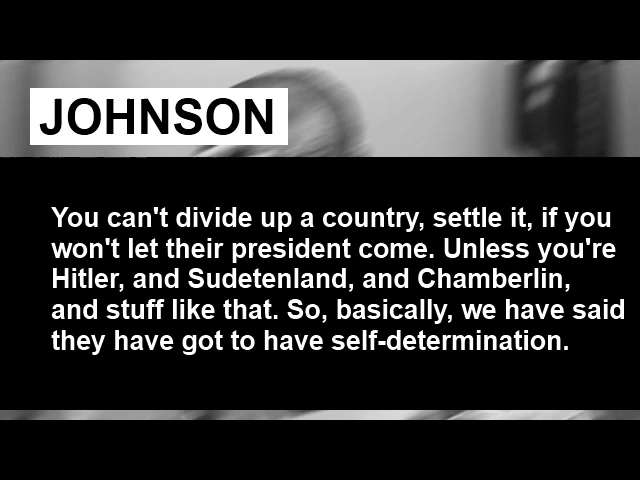 JOHNSON
You can't divide up a country, settle it, if you
won't let their president come. Unless you're
Hitler, and Sudetenland, and Chamberlin,
and stuff like that. So, basically, we have said
they have got to have self-determination.